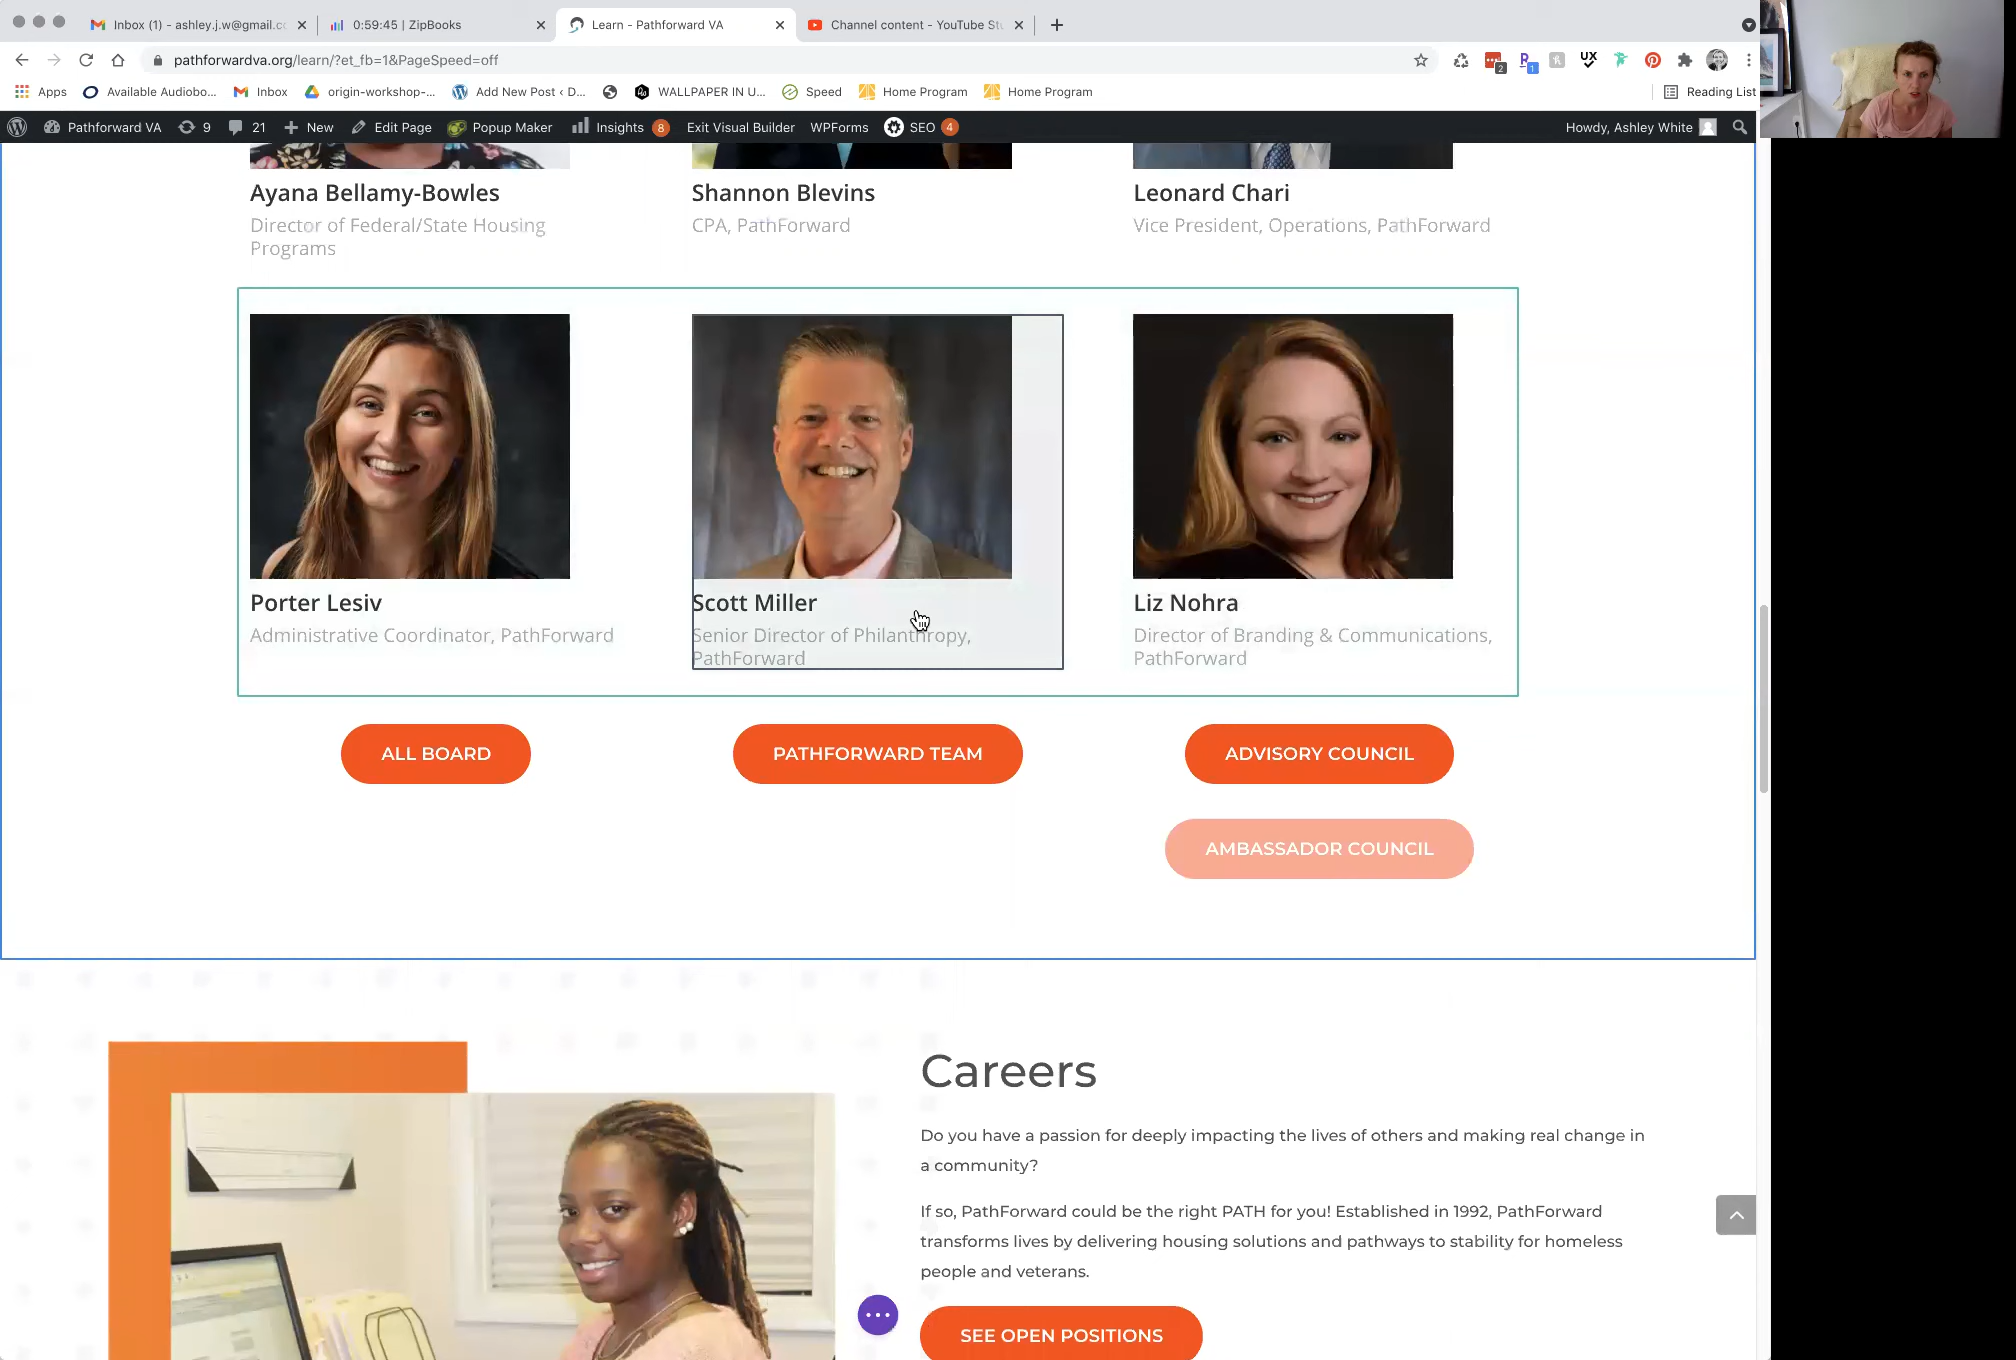 Inbox (1) - ashley.j.w@gmail.cc
0:59:45 | ZipBooks
Learn - Pathforward VA
Channel content - YouTube Stu
pathforwardva.org/learn/?et_fb=1&PageSpeed=off
2
1
UX
Apps
Available Audiobo...
Inbox
origin-workshop-...
Add New Post ‹ D...
WALLPAPER IN U...
Speed
Home Program
Home Program
Reading List
Pathforward VA
9
21
New
Edit Page
Popup Maker
Insights 8
Exit Visual Builder
WPForms
SEO 4
Howdy, Ashley White
Ayana Bellamy-Bowles
Director of Federal/State Housing
Programs
Shannon Blevins
CPA, PathForward
Leonard Chari
Vice President, Operations, PathForward
Porter Lesiv
Administrative Coordinator, PathForward
Scott Miller
Senior Director of Philanthropy,
PathForward
Liz Nohra
Director of Branding & Communications,
PathForward
ALL BOARD
PATHFORWARD TEAM
ADVISORY COUNCIL
AMBASSADOR COUNCIL
Careers
Do you have a passion for deeply impacting the lives of others and making real change in
a community?
If so, PathForward could be the right PATH for you! Established in 1992, PathForward
transforms lives by delivering housing solutions and pathways to stability for homeless
people and veterans.
SEE OPEN POSITIONS